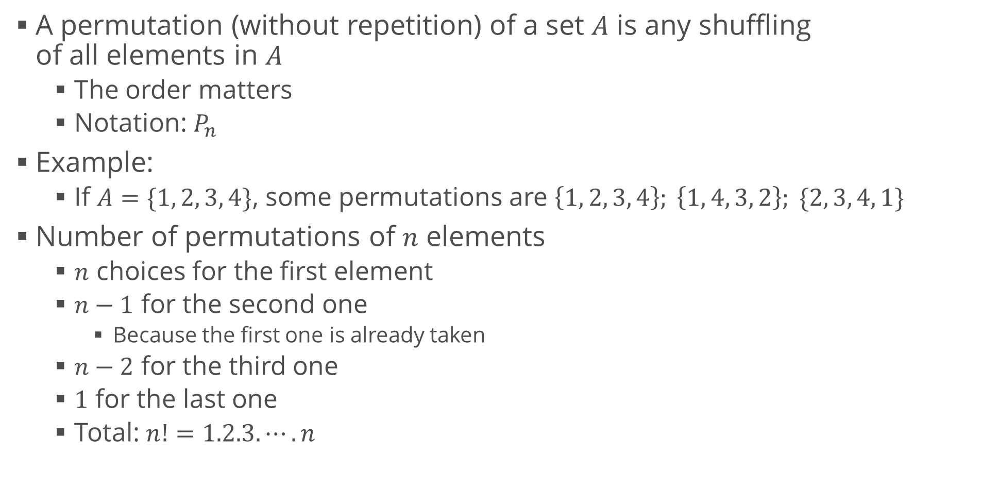 ▪ A permutation (without repetition) of a set A is any shuffling
of all elements in A
▪ The order matters
▪ Notation: Pₙ
▪ Example:
▪ If A = {1, 2, 3, 4}, some permutations are {1, 2, 3, 4}; {1, 4, 3, 2}; {2, 3, 4, 1}
▪ Number of permutations of n elements
▪ n choices for the first element
▪ n − 1 for the second one
▪ Because the first one is already taken
▪ n − 2 for the third one
▪ 1 for the last one
▪ Total: n! = 1.2.3. ⋯ . n